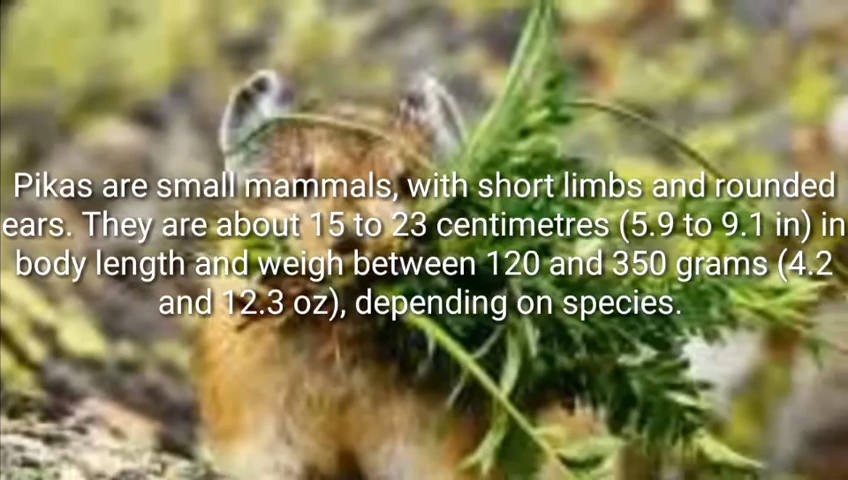 Pikas are small mammals, with short limbs and rounded
ears. They are about 15 to 23 centimetres (5.9 to 9.1 in) in
body length and weigh between 120 and 350 grams (4.2
and 12.3 oz), depending on species.